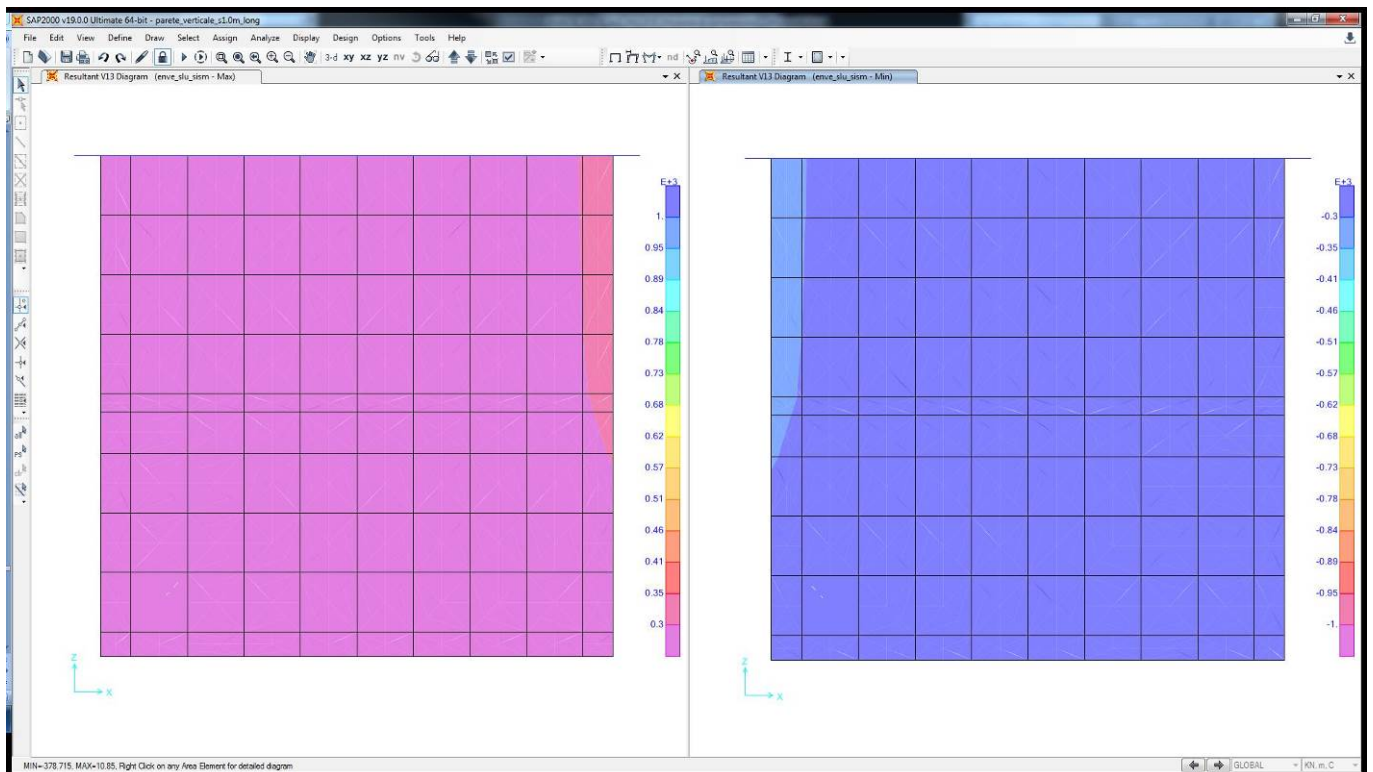 SAP2000 v19.0.0 Ultimate 64-bit - parete_verticale_s1.0m_long
File Edit View Define Draw Select Assign Analyze Display Design Options Tools Help
3-d xy xz yz nv nd
Resultant V13 Diagram (enve_slu_sism - Max)
Resultant V13 Diagram (enve_slu_sism - Min)
E+3
1.
0.95
0.89
0.84
0.78
0.73
0.68
0.62
0.57
0.51
0.46
0.41
0.35
0.3
Z
X
E+3
-0.3
-0.35
-0.41
-0.46
-0.51
-0.57
-0.62
-0.68
-0.73
-0.78
-0.84
-0.89
-0.95
-1.
Z
X
MIN=-378.715, MAX=10.85, Right Click on any Area Element for detailed diagram
GLOBAL
KN, m, C